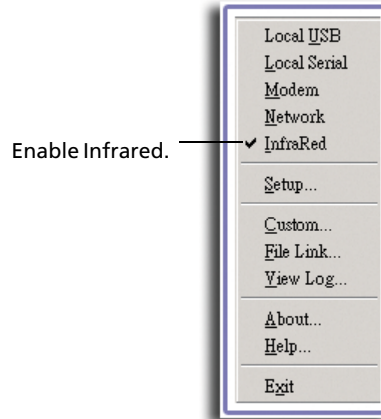 Local USB
Local Serial
Modem
Network
Enable Infrared.
✔ InfraRed
Setup...
Custom...
File Link...
View Log...
About...
Help...
Exit